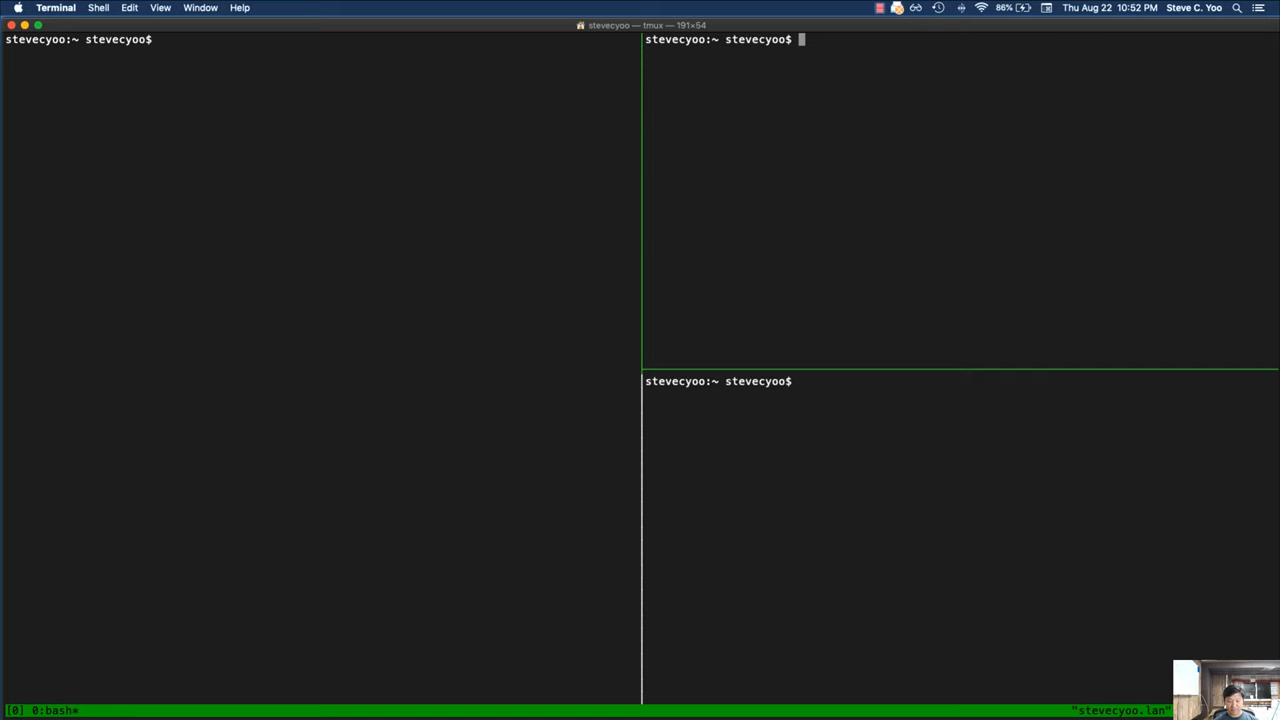 Terminal Shell Edit View Window Help 86% Thu Aug 22 10:52 PM Steve C. Yoo
stevecyoo — tmux — 191×54
stevecyoo:~ stevecyoo$
stevecyoo:~ stevecyoo$
stevecyoo:~ stevecyoo$
[0] 0:bash* "stevecyoo.lan"